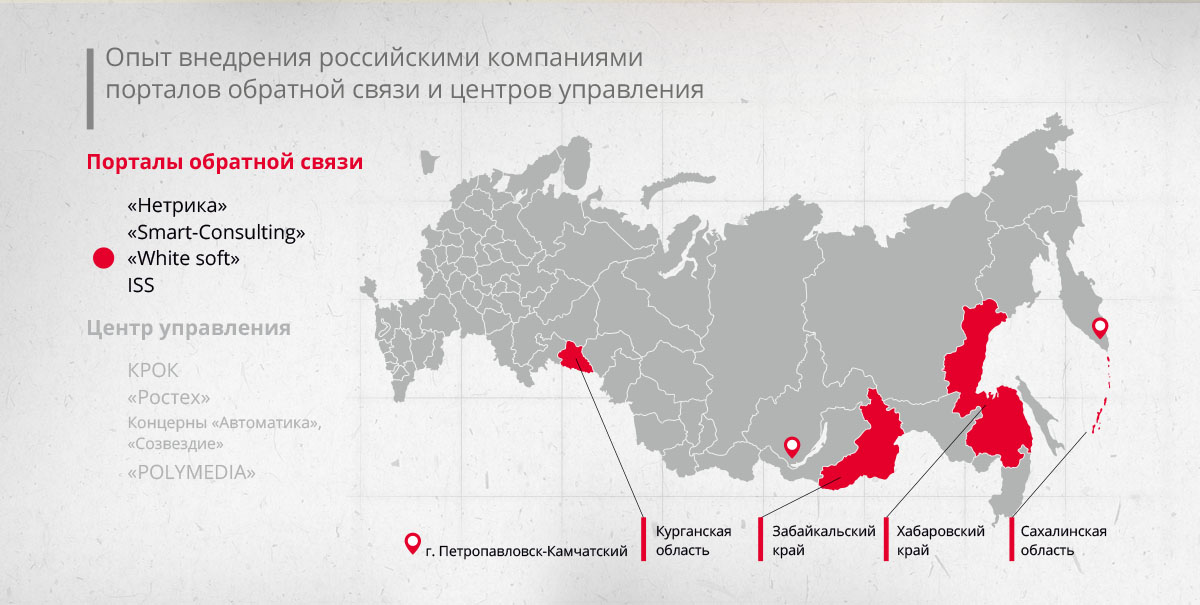 Опыт внедрения российскими компаниями
порталов обратной связи и центров управления
Порталы обратной связи
«Нетрика»
«Smart-Consulting»
«White soft»
ISS
Центр управления
КРОК
«Ростех»
Концерны «Автоматика»,
«Созвездие»
«POLYMEDIA»
г. Петропавловск-Камчатский
Курганская
область
Забайкальский
край
Хабаровский
край
Сахалинская
область